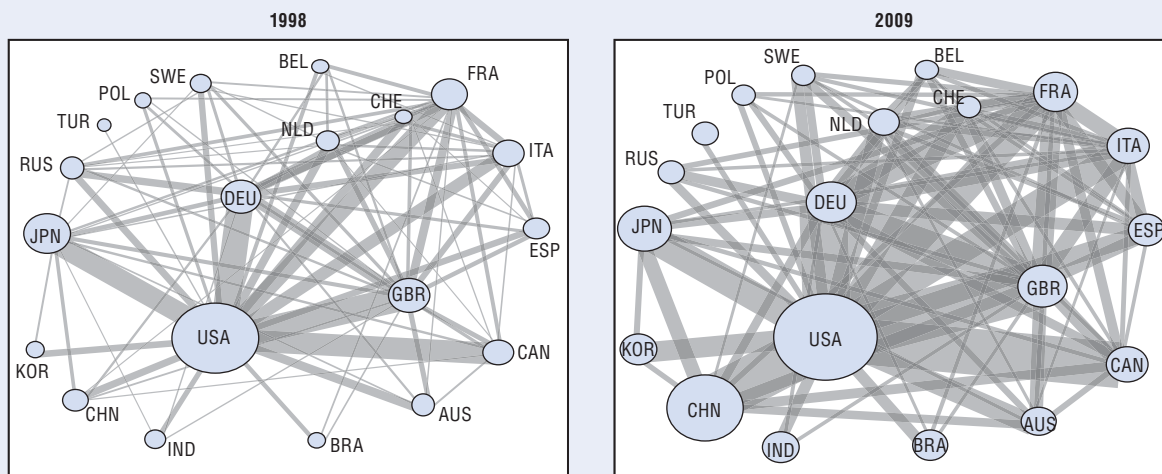 1998
BEL
SWE
FRA
POL
CHE
TUR
NLD
ITA
RUS
DEU
JPN
ESP
GBR
USA
CAN
KOR
CHN
AUS
IND
BRA
2009
BEL
SWE
POL
FRA
CHE
TUR
NLD
ITA
RUS
DEU
JPN
ESP
GBR
USA
KOR
CAN
CHN
AUS
IND
BRA